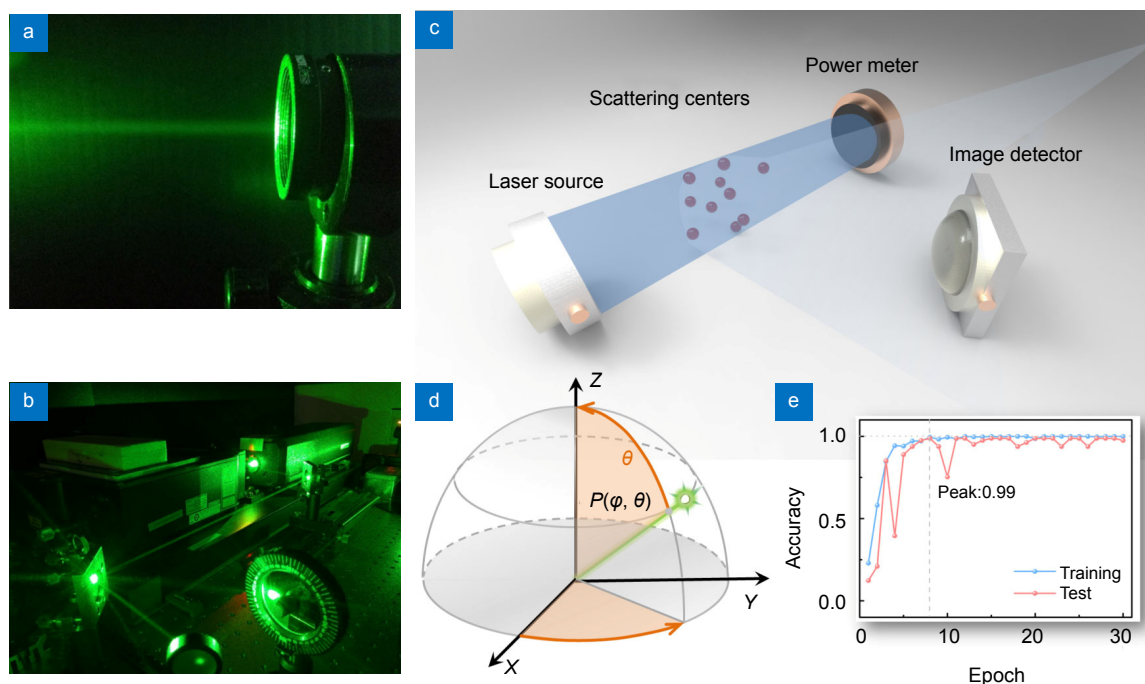 a
c
Power meter
Scattering centers
Image detector
Laser source
b
d
Z
θ
P(φ, θ)
Y
X
e
1.0
Peak:0.99
0.5
Accuracy
Training
Test
0.0
0
10
20
30
Epoch